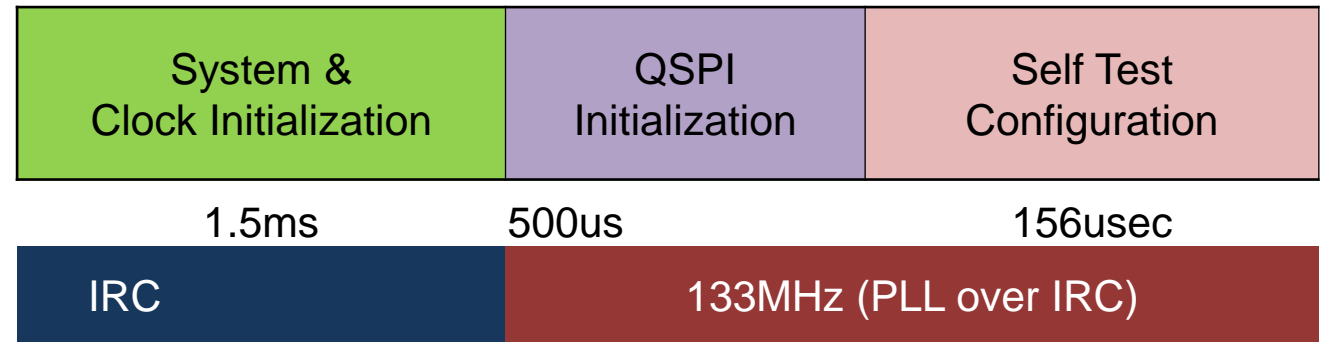 System &
Clock Initialization
QSPI
Initialization
Self Test
Configuration
1.5ms
500us
156usec
IRC
133MHz (PLL over IRC)